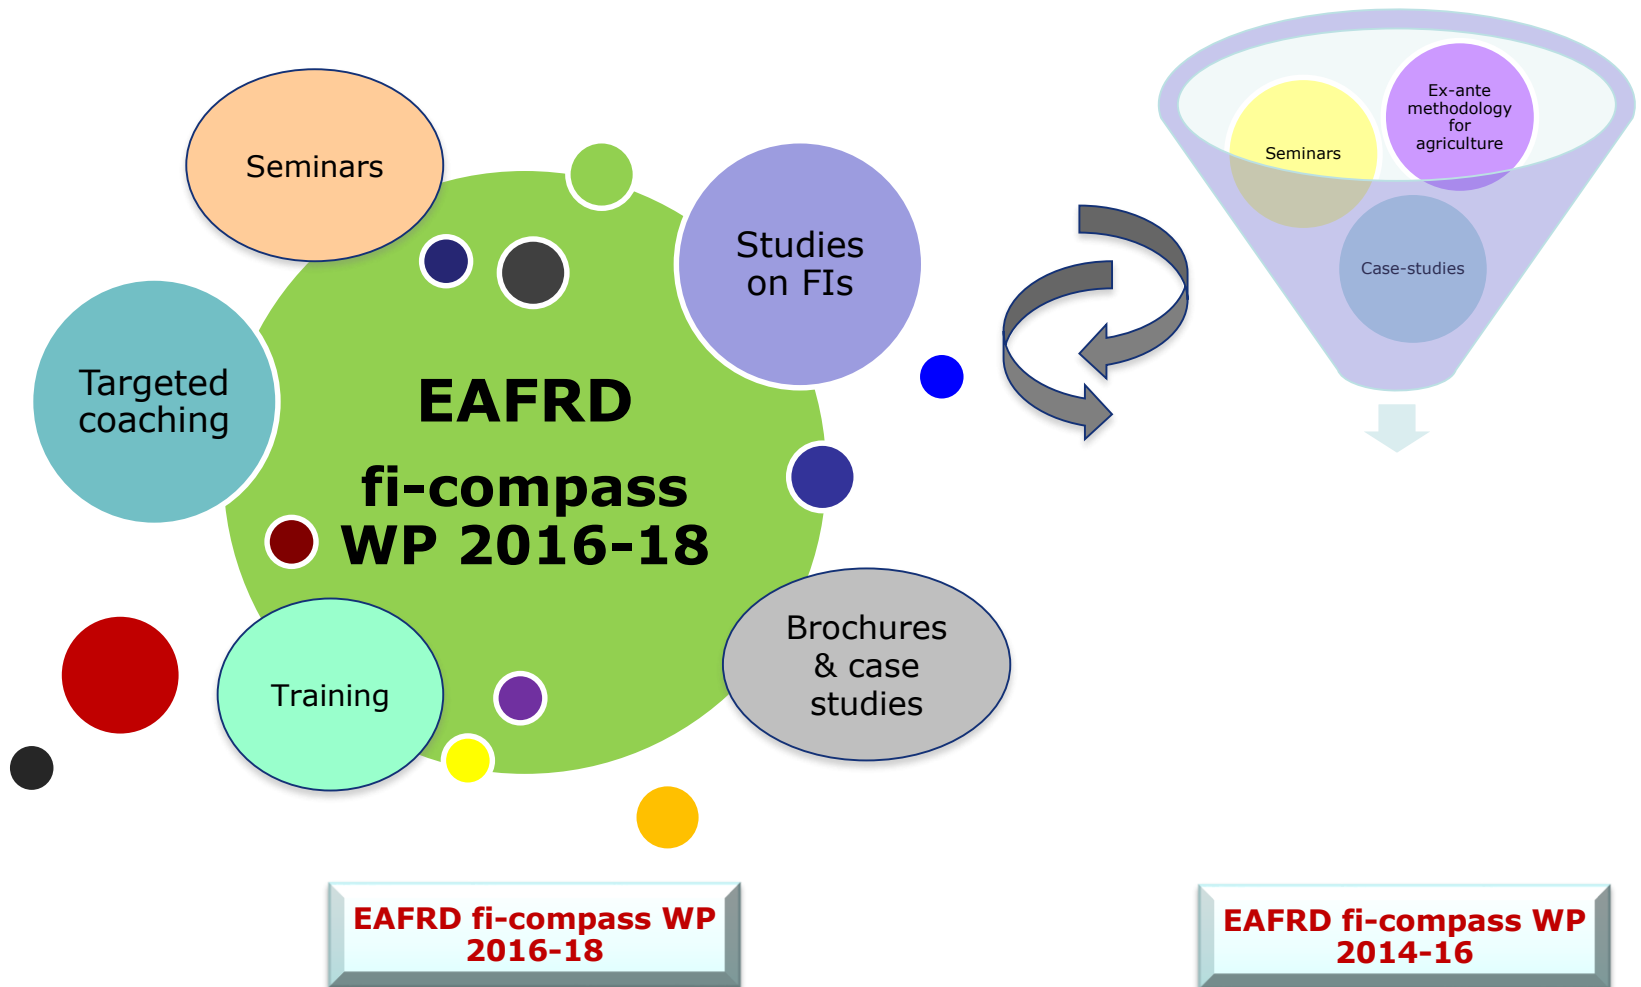 Seminars
Targeted
coaching
Training
EAFRD
fi-compass
WP 2016-18
Studies
on FIs
Brochures
& case
studies
Seminars
Ex-ante
methodology
for
agriculture
Case-studies
EAFRD fi-compass WP
2016-18
EAFRD fi-compass WP
2014-16